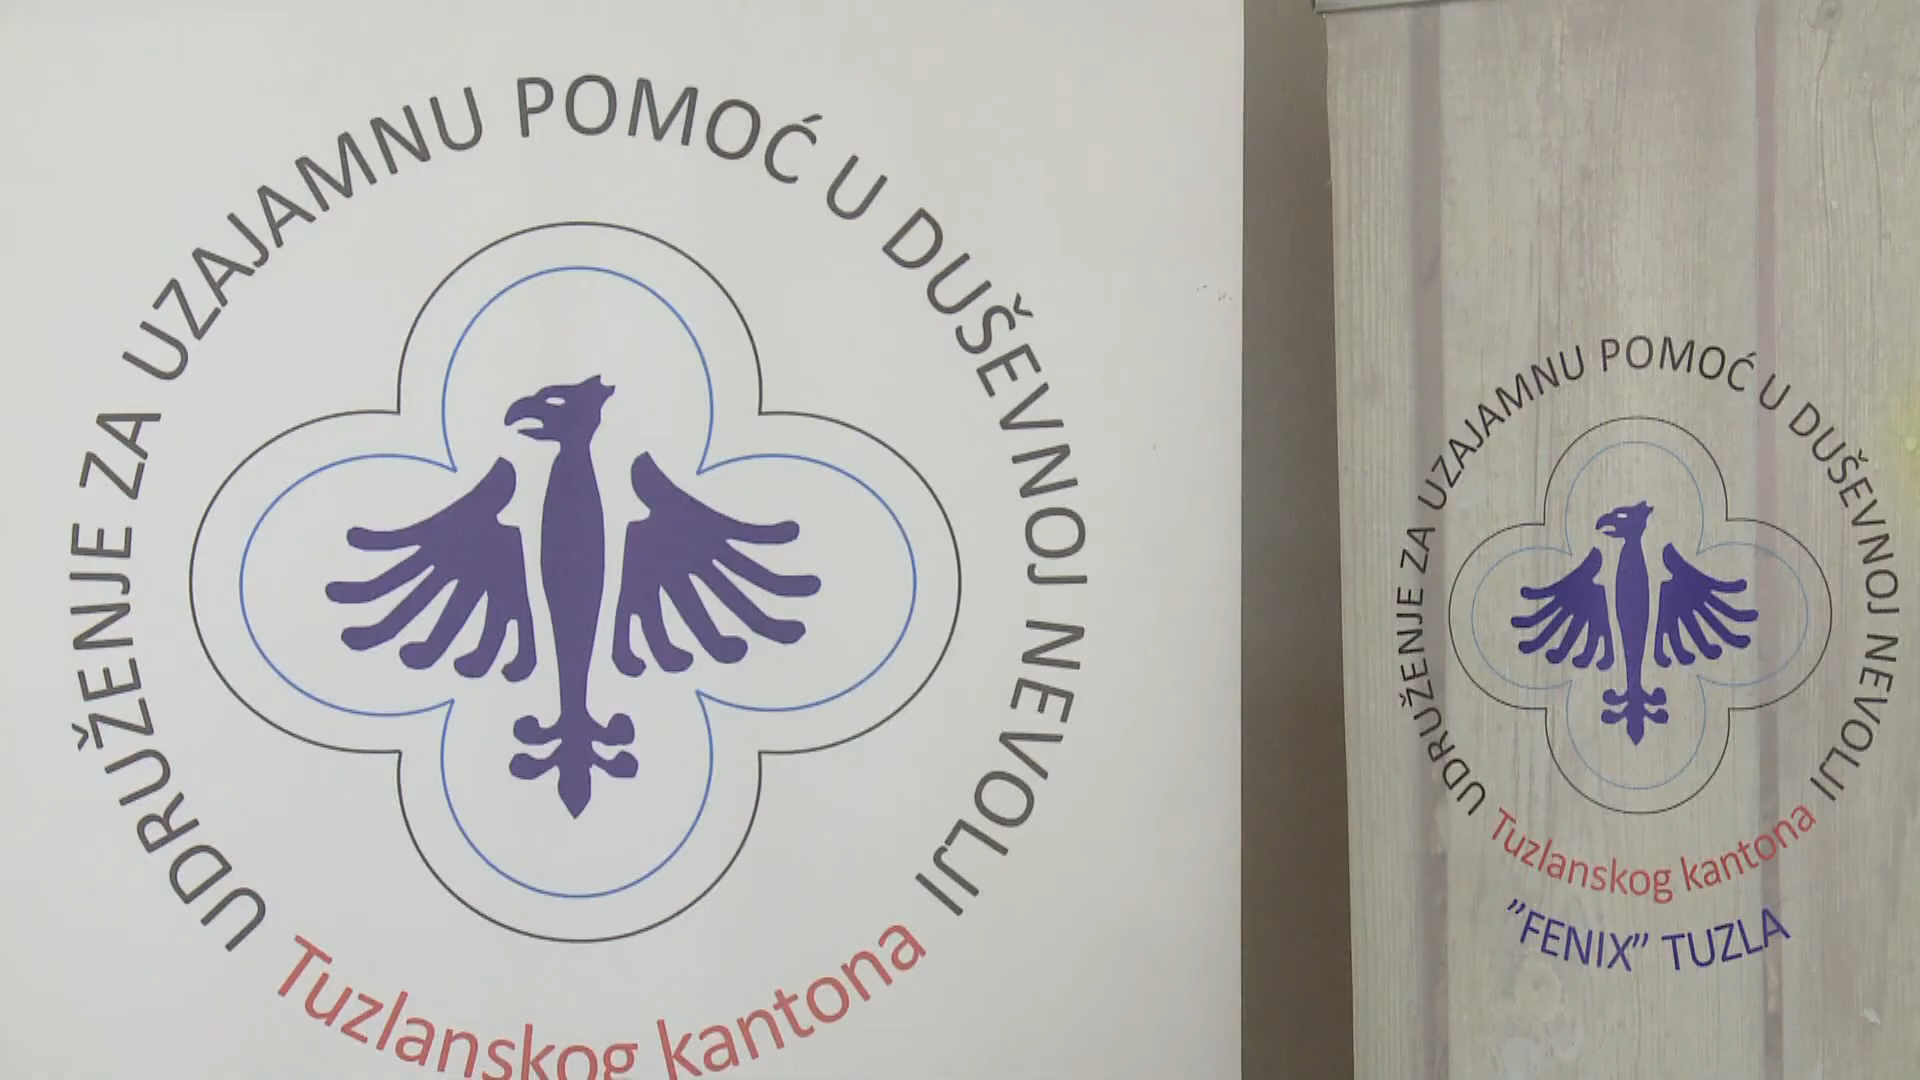 UDRUŽENJE ZA UZAJAMNU POMOĆ U DUŠEVNOJ NEVOLJI
Tuzlanskog kantona
UDRUŽENJE ZA UZAJAMNU POMOĆ U DUŠEVNOJ NEVOLJI
Tuzlanskog kantona
”FENIX” TUZLA